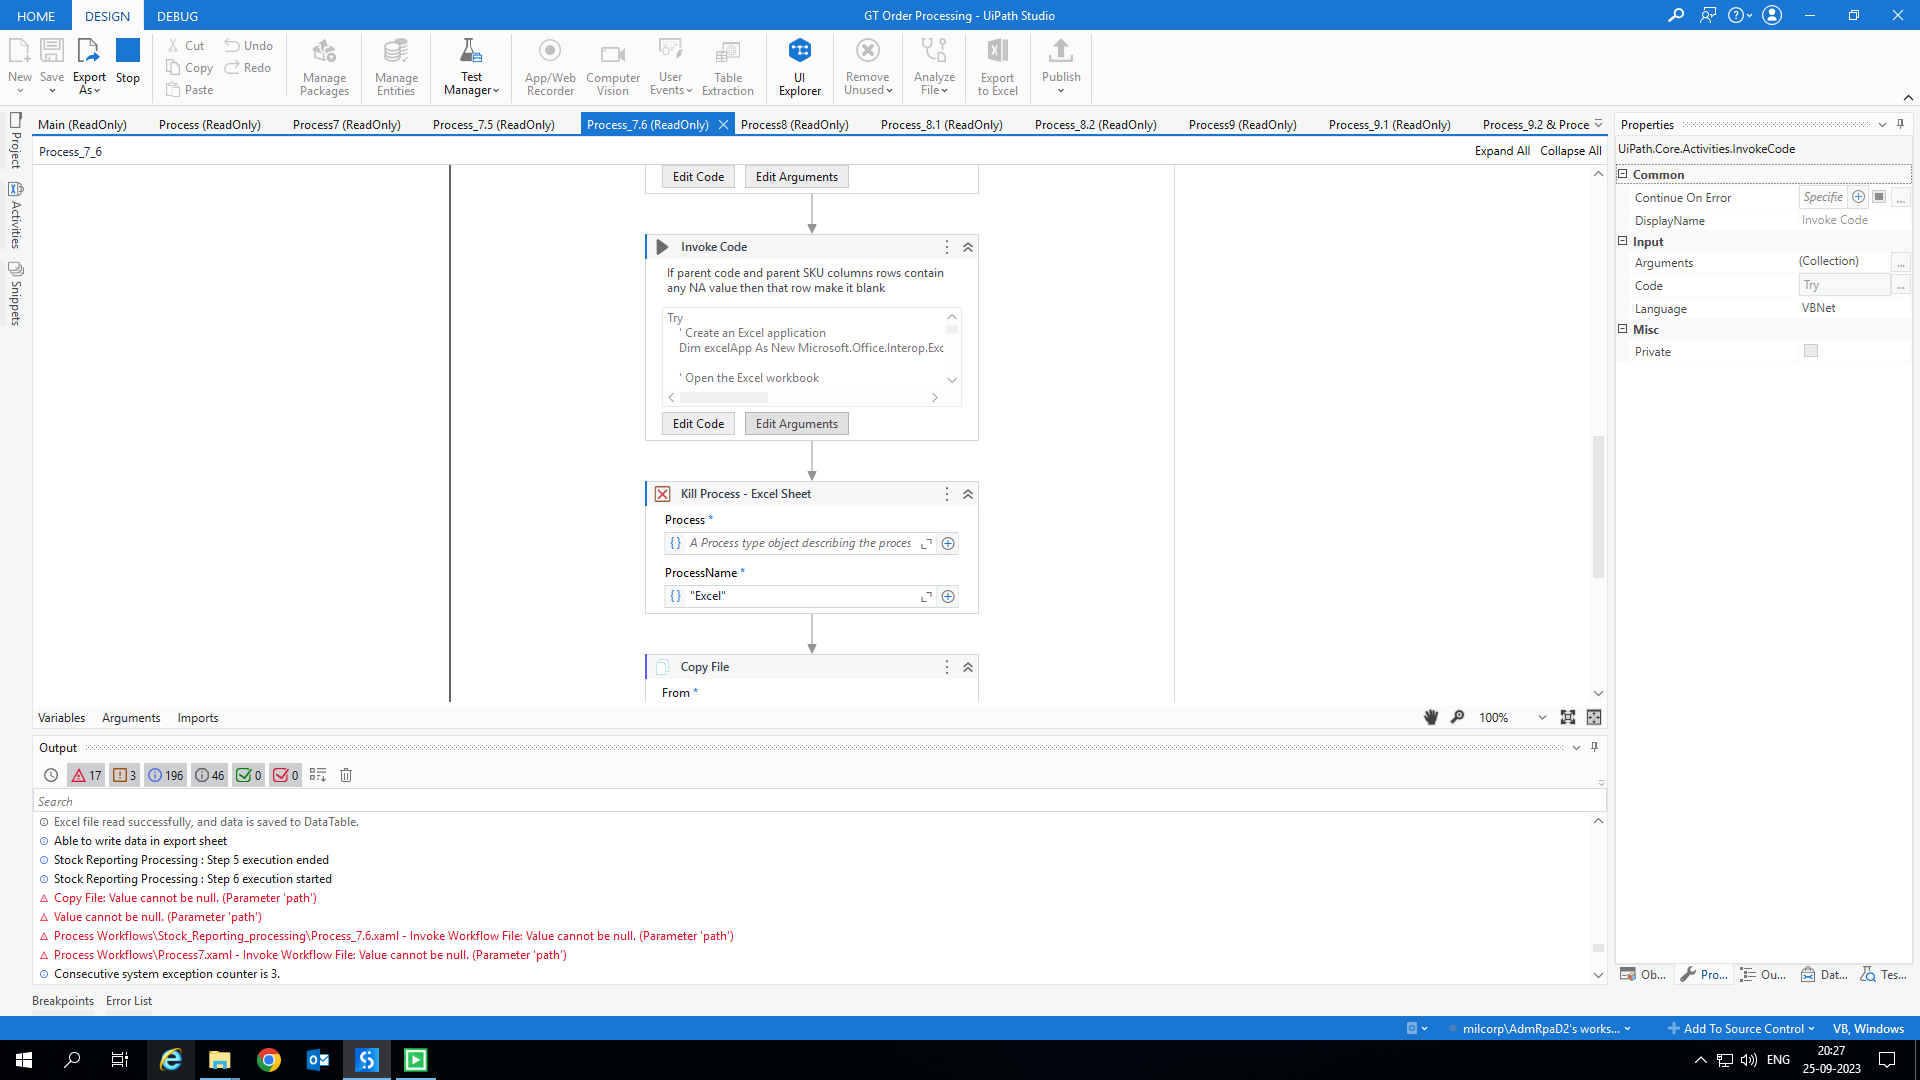 HOME DESIGN DEBUG GT Order Processing - UiPath Studio
New Save Export As Stop Cut Copy Paste Undo Redo
Manage Packages
Manage Entities
Test Manager
App/Web Recorder
Computer Vision
User Events
Table Extraction
UI Explorer
Remove Unused
Analyze File
Export to Excel
Publish
Project
Activities
Snippets
Main (ReadOnly) Process (ReadOnly) Process7 (ReadOnly) Process_7.5 (ReadOnly) Process_7.6 (ReadOnly) Process8 (ReadOnly) Process_8.1 (ReadOnly) Process_8.2 (ReadOnly) Process9 (ReadOnly) Process_9.1 (ReadOnly) Process_9.2 & Proce
Process_7_6 Expand All Collapse All
Edit Code Edit Arguments
Invoke Code
If parent code and parent SKU columns rows contain
any NA value then that row make it blank
Try
' Create an Excel application
Dim excelApp As New Microsoft.Office.Interop.Exc
' Open the Excel workbook
Edit Code Edit Arguments
Kill Process - Excel Sheet
Process *
{} A Process type object describing the proces
ProcessName *
{} "Excel"
Copy File
From *
Variables Arguments Imports 100%
Output
17 3 196 46 0 0
Search
Excel file read successfully, and data is saved to DataTable.
Able to write data in export sheet
Stock Reporting Processing : Step 5 execution ended
Stock Reporting Processing : Step 6 execution started
Copy File: Value cannot be null. (Parameter 'path')
Value cannot be null. (Parameter 'path')
Process Workflows\Stock_Reporting_processing\Process_7.6.xaml - Invoke Workflow File: Value cannot be null. (Parameter 'path')
Process Workflows\Process7.xaml - Invoke Workflow File: Value cannot be null. (Parameter 'path')
Consecutive system exception counter is 3.
Breakpoints Error List
Properties
UiPath.Core.Activities.InvokeCode
Common
Continue On Error Specifie ...
DisplayName Invoke Code
Input
Arguments (Collection) ...
Code Try ...
Language VBNet
Misc
Private
Ob... Pro... Ou... Dat... Tes...
milcorp\AdmRpaD2's works... Add To Source Control VB, Windows
ENG 20:27
25-09-2023